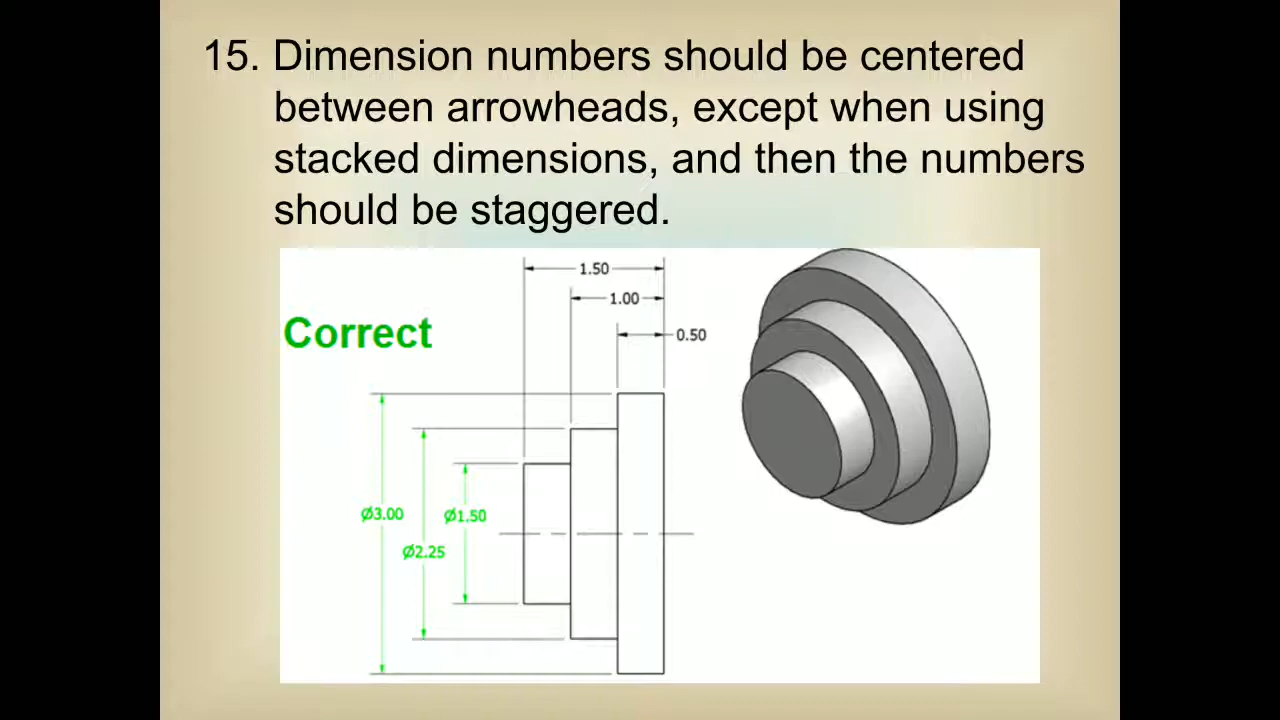 15. Dimension numbers should be centered
between arrowheads, except when using
stacked dimensions, and then the numbers
should be staggered.
1.50
1.00
Correct
0.50
Ø3.00
Ø1.50
Ø2.25